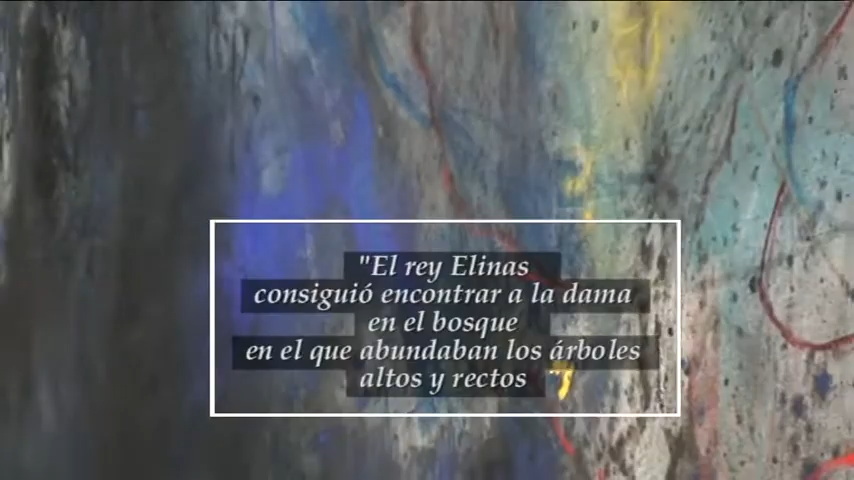 "El rey Elinas
consiguió encontrar a la dama
en el bosque
en el que abundaban los árboles
altos y rectos